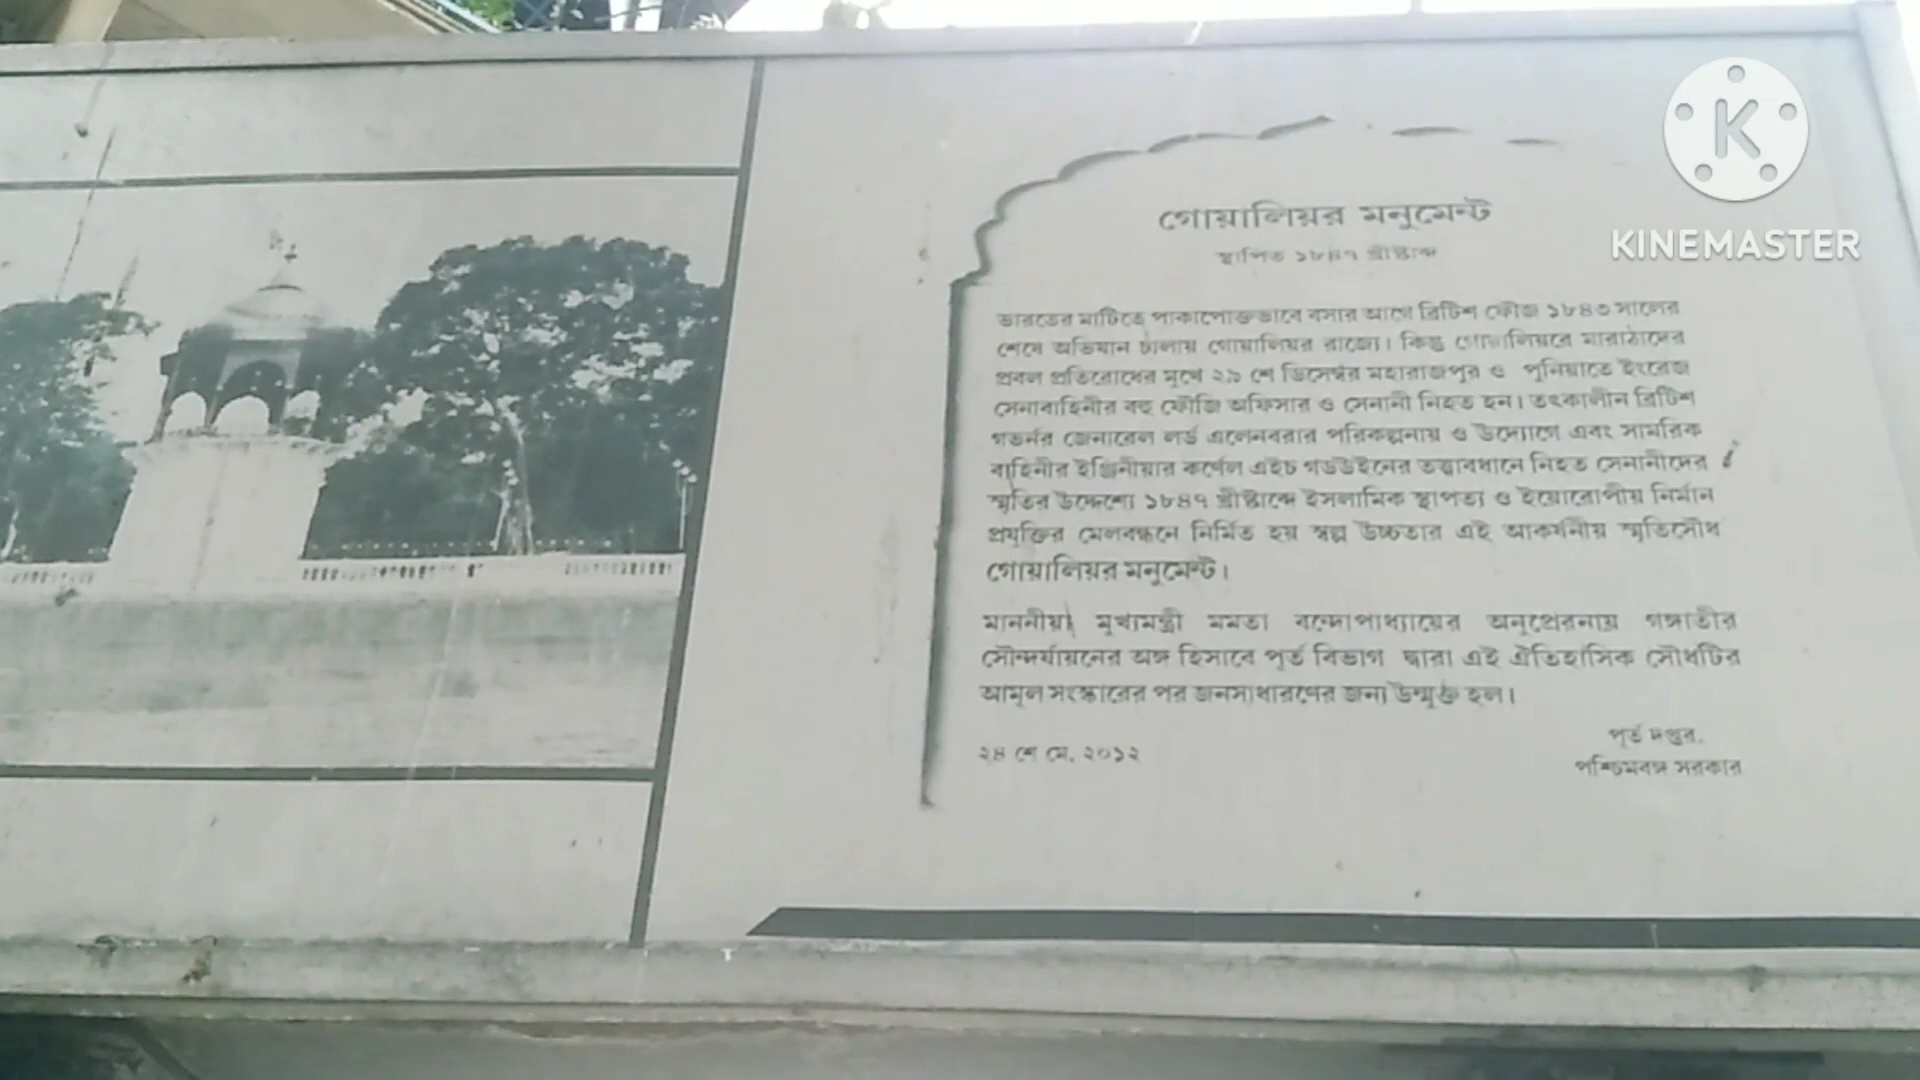 গোয়ালিয়র মনুমেন্ট
স্থাপিত ১৮৪৭ খ্রীষ্টাব্দ
ভারতের মাটিতে পাকাপোক্তভাবে বসার আগে ব্রিটিশ ফৌজ ১৮৪৩ সালের
শেষে অভিযান চালায় গোয়ালিয়র রাজ্যে। কিন্তু গোয়ালিয়রে মারাঠাদের
প্রবল প্রতিরোধের মুখে ২৯ শে ডিসেম্বর মহারাজপুর ও পুনিয়াতে ইংরেজ
সেনাবাহিনীর বহু ফৌজি অফিসার ও সেনানী নিহত হন। তৎকালীন ব্রিটিশ
গভর্নর জেনারেল লর্ড এলেনবরার পরিকল্পনায় ও উদ্যোগে এবং সামরিক
বাহিনীর ইঞ্জিনীয়ার কর্ণেল এইচ গডউইনের তত্ত্বাবধানে নিহত সেনানীদের
স্মৃতির উদ্দেশ্যে ১৮৪৭ খ্রীস্টাব্দে ইসলামিক স্থাপত্য ও ইয়োরোপীয় নির্মান
প্রযুক্তির মেলবন্ধনে নির্মিত হয় স্বল্প উচ্চতার এই আকর্ষনীয় স্মৃতিসৌধ
গোয়ালিয়র মনুমেন্ট।
মাননীয়া মুখ্যমন্ত্রী মমতা বন্দোপাধ্যায়ের অনুপ্রেরনায় গঙ্গাতীর
সৌন্দর্যায়নের অঙ্গ হিসাবে পূর্ত বিভাগ দ্বারা এই ঐতিহাসিক সৌধটির
আমূল সংস্কারের পর জনসাধারণের জন্য উন্মুক্ত হল।
২৪ শে মে, ২০১২
পূর্ত দপ্তর,
পশ্চিমবঙ্গ সরকার
KINEMASTER